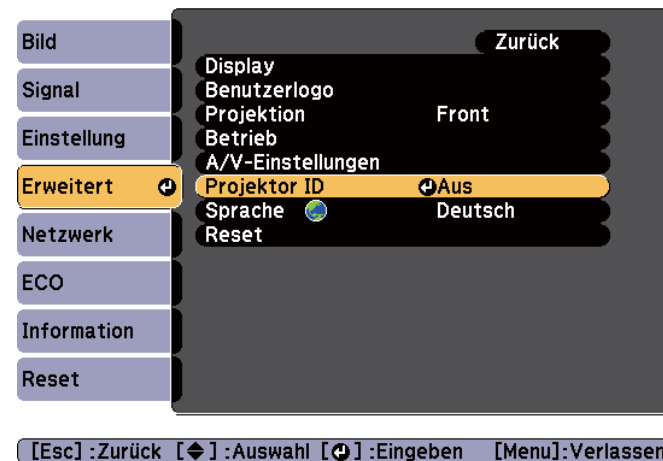 Bild
Signal
Einstellung
Erweitert
Netzwerk
ECO
Information
Reset
Zurück
Display
Benutzerlogo
Projektion Front
Betrieb
A/V-Einstellungen
Projektor ID Aus
Sprache Deutsch
Reset
[Esc] :Zurück [] :Auswahl [] :Eingeben [Menu]:Verlassen